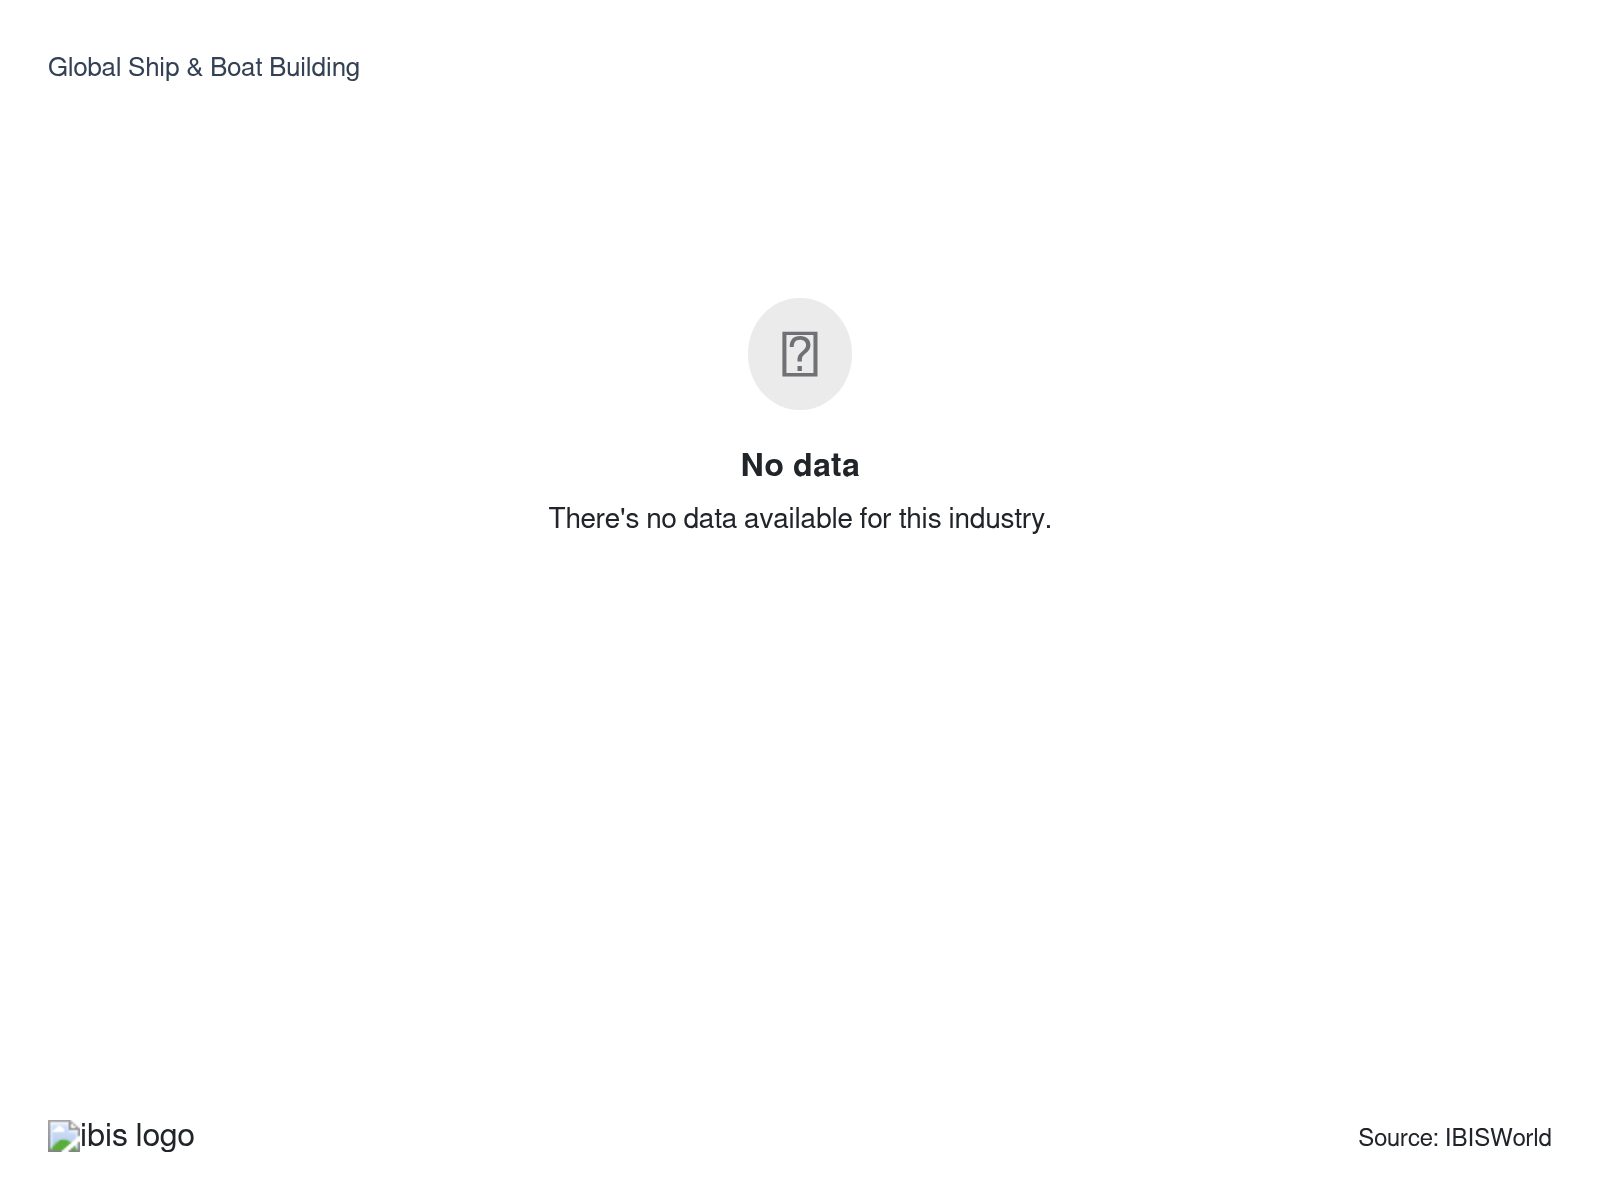 Global Ship & Boat Building
No data
There's no data available for this industry.
ibis logo
Source: IBISWorld